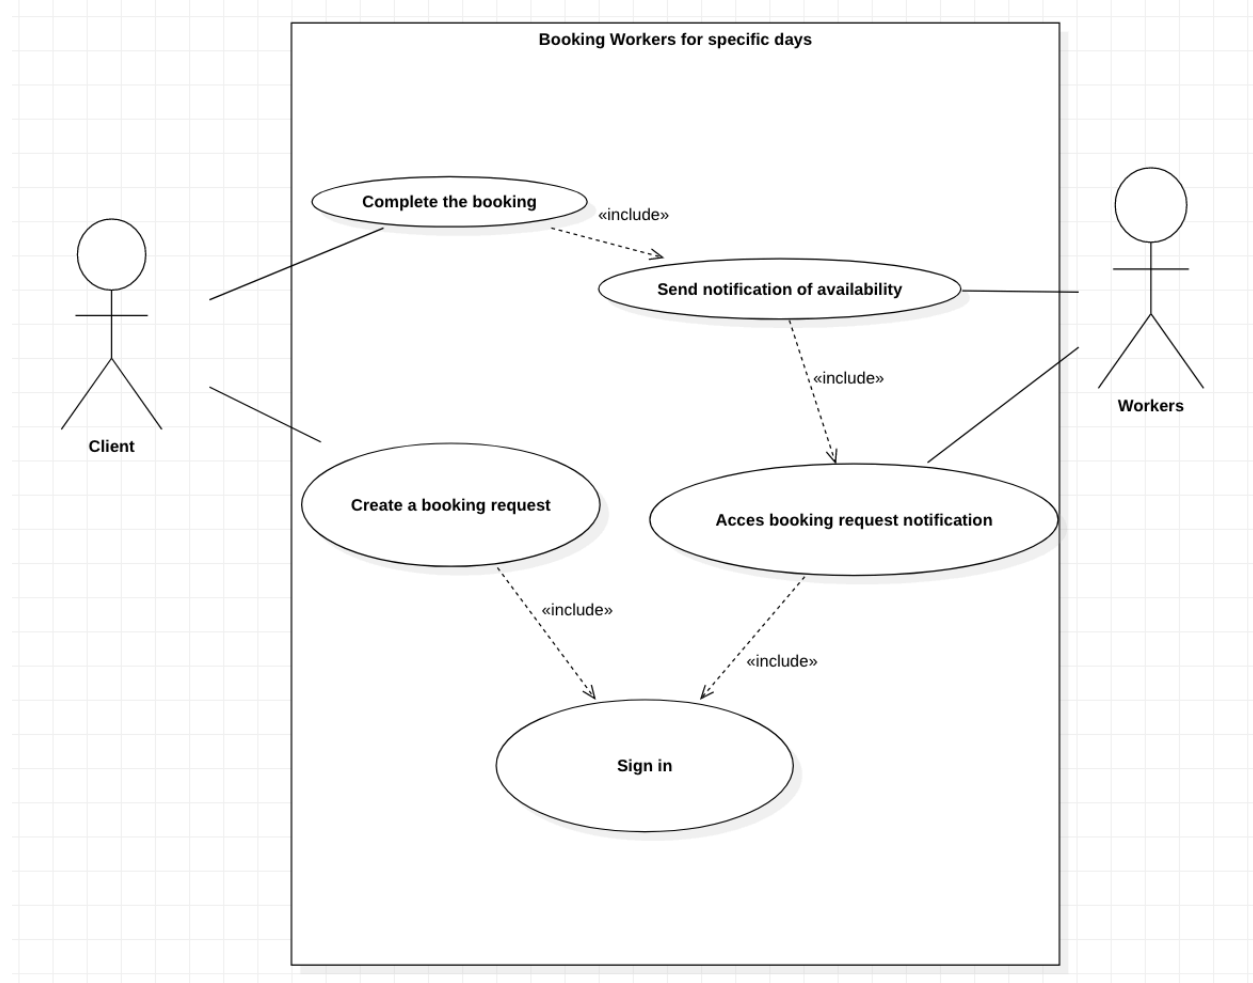 Booking Workers for specific days
Complete the booking
«include»
Send notification of availability
«include»
Workers
Client
Create a booking request
Acces booking request notification
«include»
«include»
Sign in